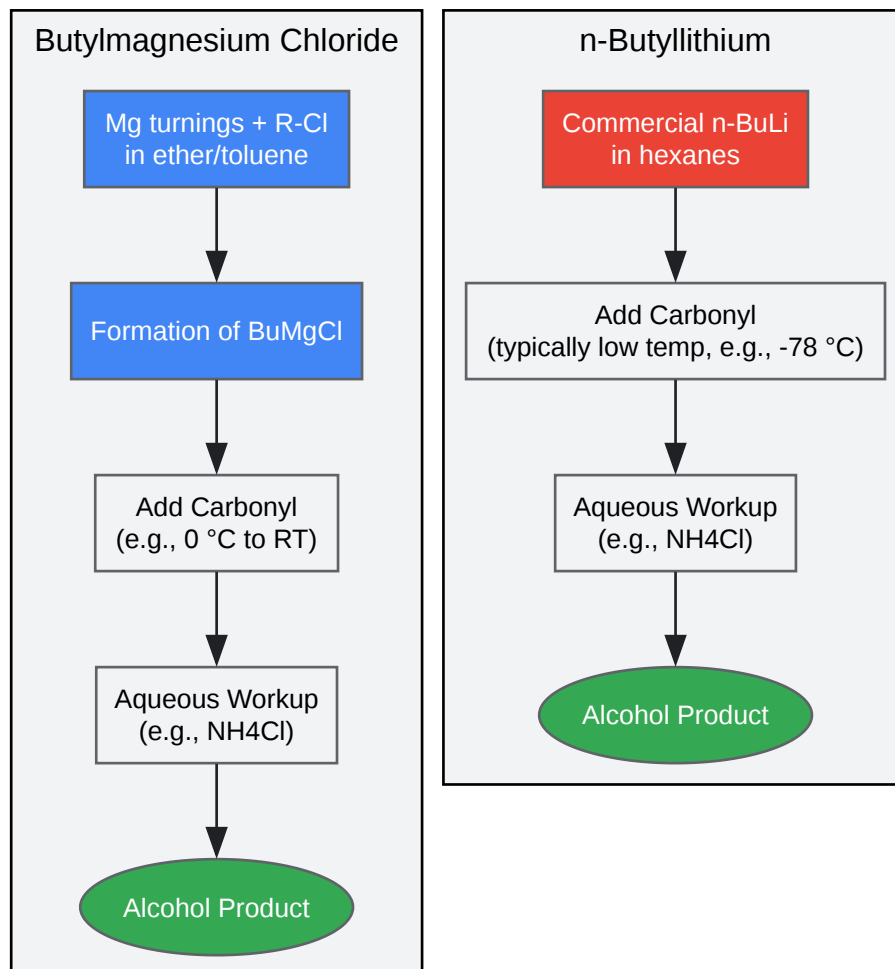 Butylmagnesium Chloride
Mg turnings + R-Cl
in ether/toluene
Formation of BuMgCl
Add Carbonyl
(e.g., 0 °C to RT)
Aqueous Workup
(e.g., NH4Cl)
Alcohol Product
n-Butyllithium
Commercial n-BuLi
in hexanes
Add Carbonyl
(typically low temp, e.g., -78 °C)
Aqueous Workup
(e.g., NH4Cl)
Alcohol Product